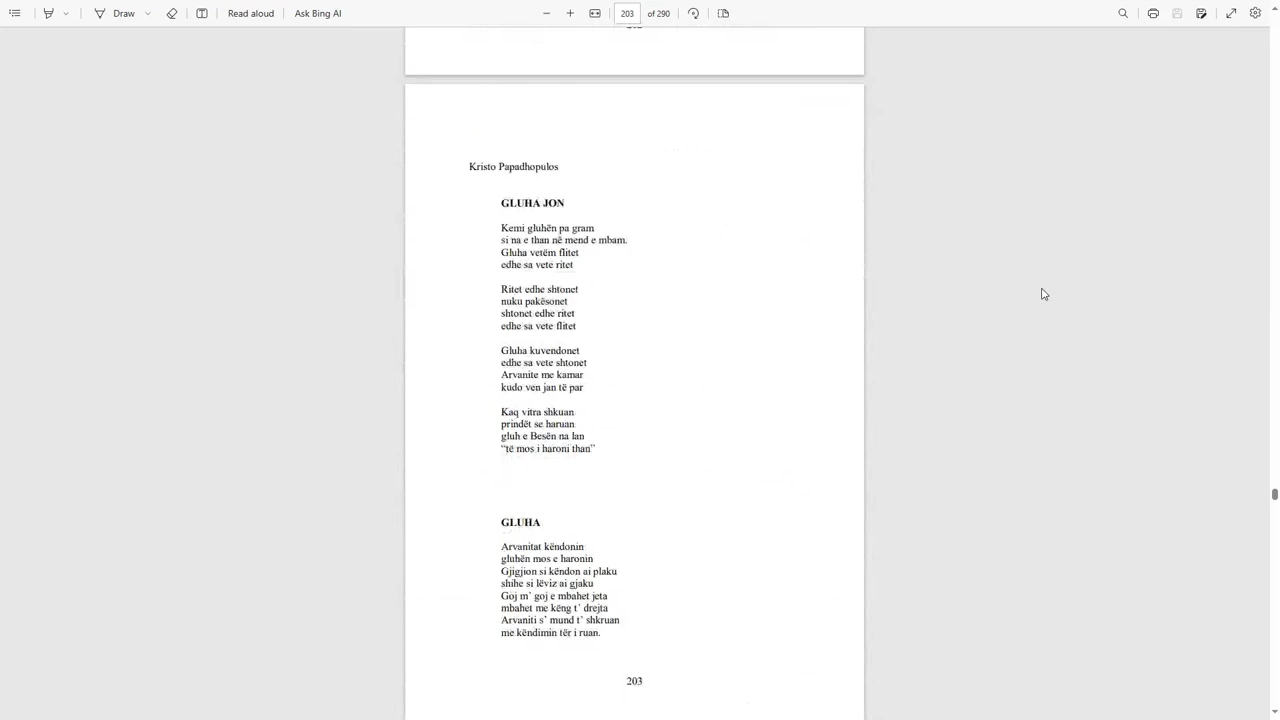 Draw
Read aloud
Ask Bing AI
203 of 290
Kristo Papadhopulos
GLUHA JON
Kemi gluhën pa gram
si na e than në mend e mbam.
Gluha vetëm flitet
edhe sa vete ritet
Ritet edhe shtonet
nuku pakësonet
shtonet edhe ritet
edhe sa vete flitet
Gluha kuvendonet
edhe sa vete shtonet
Arvanite me kamar
kudo ven jan të par
Kaq vitra shkuan
prindët se haruan
gluh e Besën na lan
“të mos i haroni than”
GLUHA
Arvanitat këndonin
gluhën mos e haronin
Gjigjion si këndon ai plaku
shihe si lëviz ai gjaku
Goj m’ goj e mbahet jeta
mbahet me këng t’ drejta
Arvaniti s’ mund t’ shkruan
me këndimin tër i ruan.
203